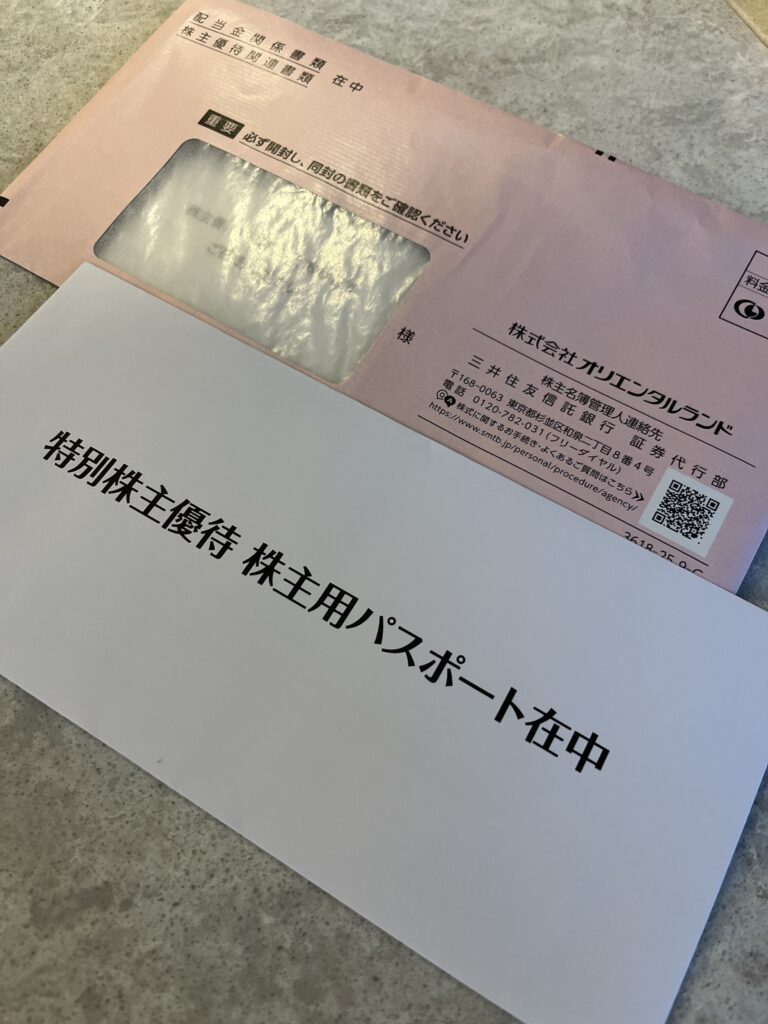 配当金関係書類
株主優待関連書類 在中
重要 必ず開封し、同封の書類をご確認ください
様
料金
株式会社オリエンタルランド
株主名簿管理人連絡先
三井住友信託銀行 証券代行部
〒168-0063 東京都杉並区和泉二丁目8番4号
電話 0120-782-031(フリーダイヤル)
株式に関するお手続き・よくあるご質問はこちら
https://www.smtb.jp/personal/procedure/agency/
特別株主優待 株主用パスポート在中